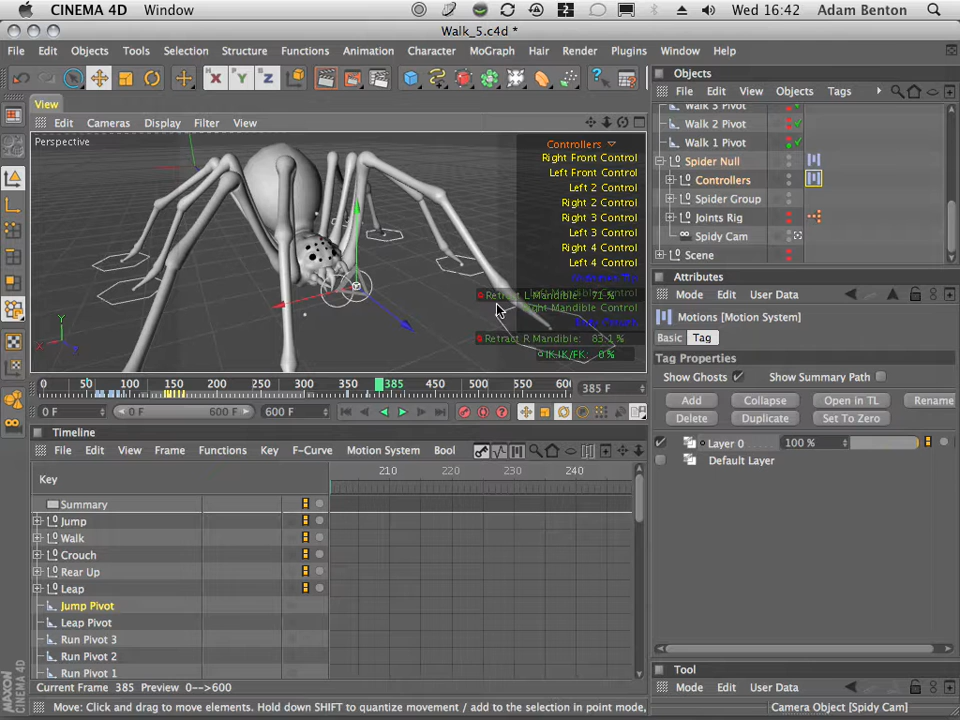 CINEMA 4D Window 2 Wed 16:42 Adam Benton
Walk_5.c4d *
File Edit Objects Tools Selection Structure Functions Animation Character MoGraph Hair Render Plugins Window Help
X Y Z
View
Edit Cameras Display Filter View
Perspective
Controllers
Right Front Control
Left Front Control
Left 2 Control
Right 2 Control
Right 3 Control
Left 3 Control
Right 4 Control
Left 4 Control
Retract L Mandible: 71 %
Right Mandible Control
Retract R Mandible: 83.1 %
IK.IK/FK: 0 %
Y
X
Z
0 50 100 150 200 250 300 350 385 450 500 550 600
385 F
0 F 0 F 600 F 600 F
Timeline
File Edit View Frame Functions Key F-Curve Motion System Bool
Key
210 220 230 240
Summary
Jump
Walk
Crouch
Rear Up
Leap
Jump Pivot
Leap Pivot
Run Pivot 3
Run Pivot 2
Run Pivot 1
Current Frame 385 Preview 0-->600
Move: Click and drag to move elements. Hold down SHIFT to quantize movement / add to the selection in point mode,
MAXON
CINEMA 4D
Objects
File Edit View Objects Tags
Walk 3 Pivot
Walk 2 Pivot
Walk 1 Pivot
Spider Null
Controllers
Spider Group
Joints Rig
Spidy Cam
Scene
Attributes
Mode Edit User Data
Motions [Motion System]
Basic Tag
Tag Properties
Show Ghosts Show Summary Path
Add Collapse Open in TL Rename
Delete Duplicate Set To Zero
Layer 0 100 %
Default Layer
Tool
Mode Edit User Data
Camera Object [Spidy Cam]